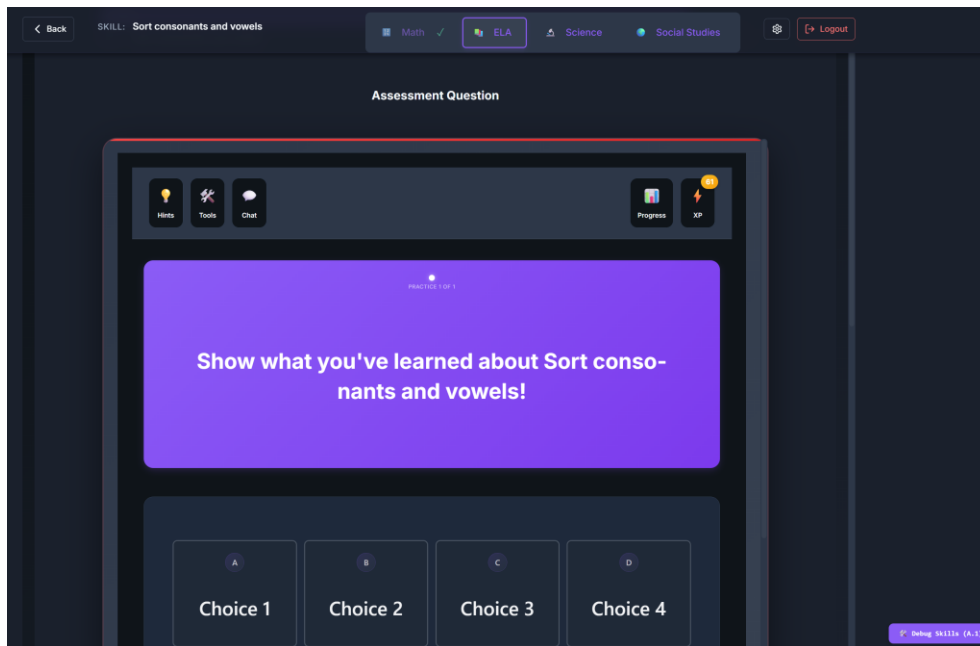 Back
SKILL: Sort consonants and vowels
Math ✓
ELA
Science
Social Studies
Logout
Assessment Question
Hints
Tools
Chat
Progress
61
XP
PRACTICE 1 OF 1
Show what you've learned about Sort conso-
nants and vowels!
A
B
C
D
Choice 1
Choice 2
Choice 3
Choice 4
Debug Skills (A.1)